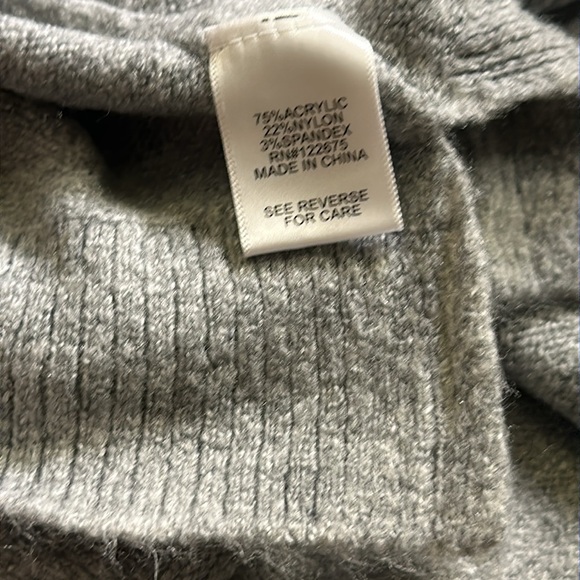 75%ACRYLIC
22%NYLON
3%SPANDEX
RN#122675
MADE IN CHINA
SEE REVERSE
FOR CARE